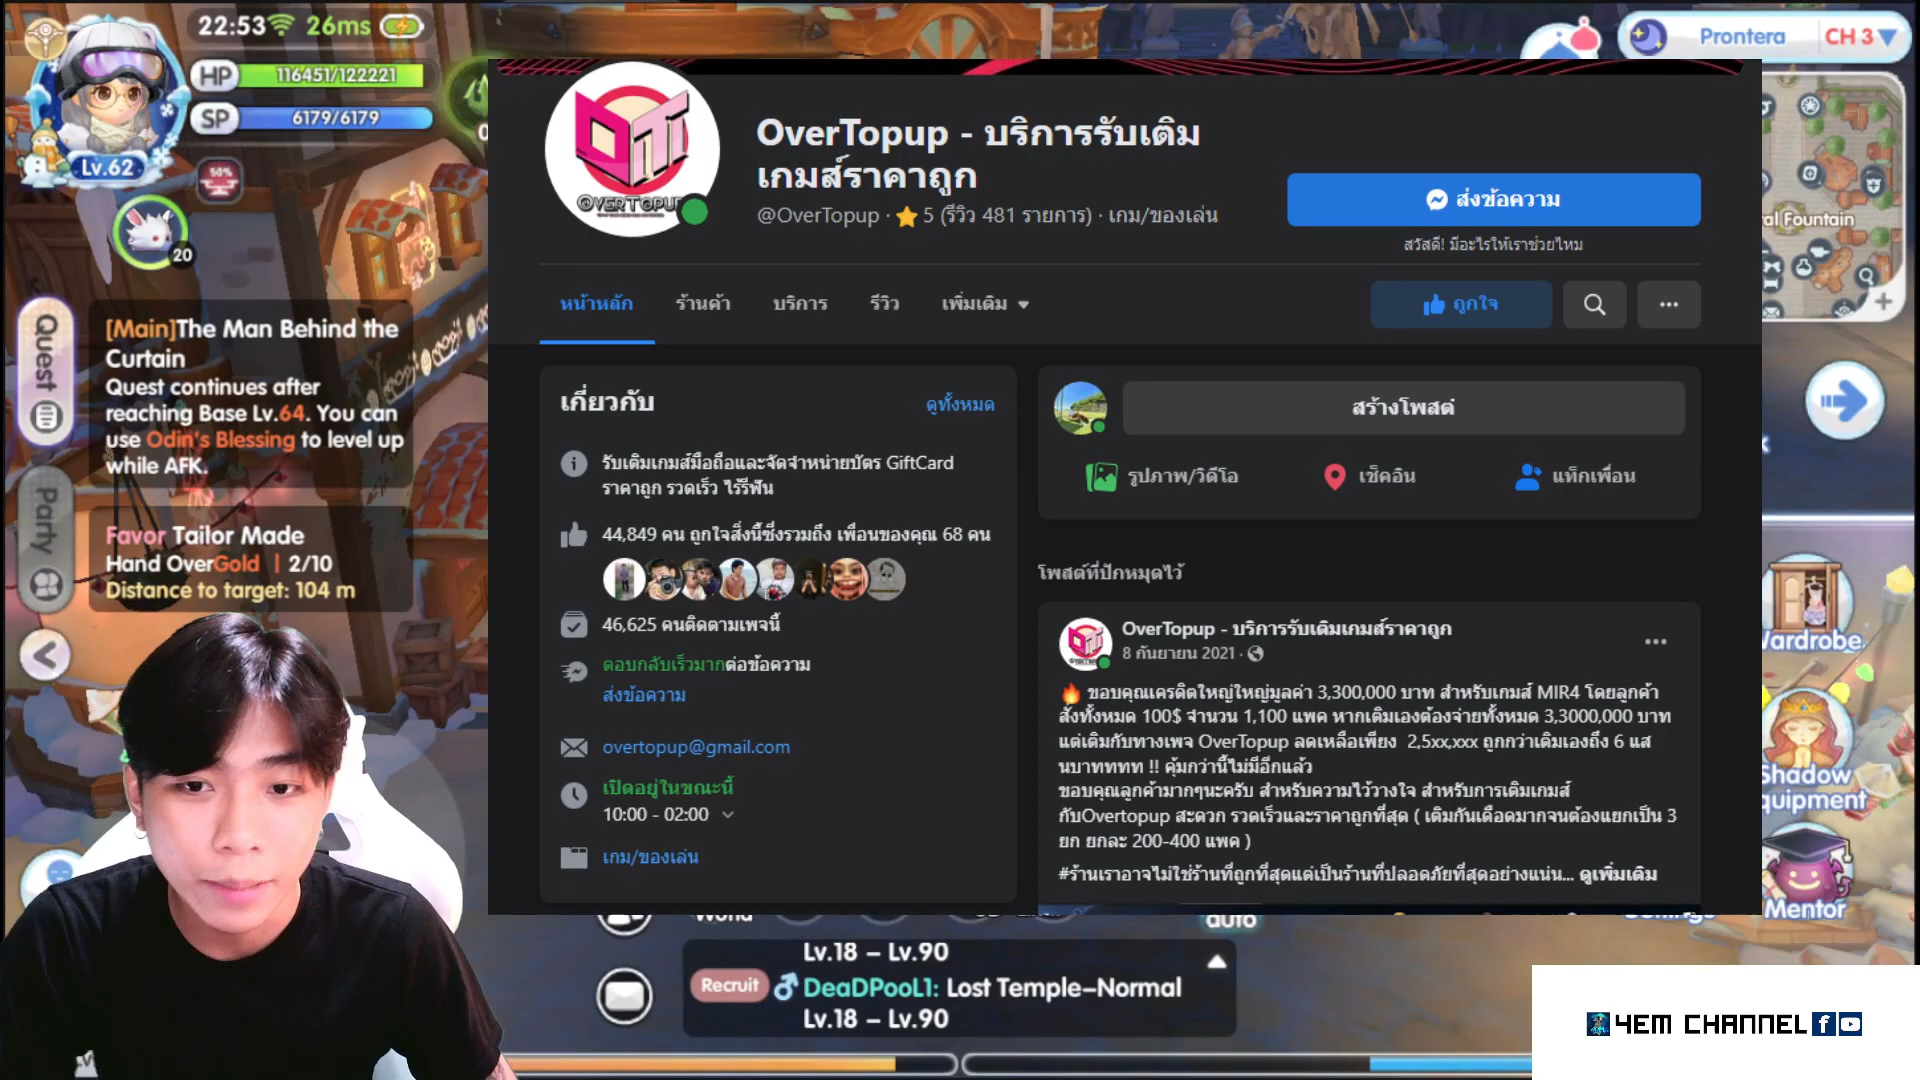 22:53 26ms
HP 116451/122221
SP 6179/6179
Lv.62
50%
20
Prontera CH 3
al Fountain
Quest
[Main]The Man Behind the
Curtain
Quest continues after
reaching Base Lv.64. You can
use Odin's Blessing to level up
while AFK.
Party
Favor Tailor Made
Hand OverGold | 2/10
Distance to target: 104 m
OVERTOPUP
OverTopup - บริการรับเติม
เกมส์ราคาถูก
@OverTopup · 5 (รีวิว 481 รายการ) · เกม/ของเล่น
ส่งข้อความ
สวัสดี! มีอะไรให้เราช่วยไหม
หน้าหลัก ร้านค้า บริการ รีวิว เพิ่มเติม
ถูกใจ
เกี่ยวกับ
ดูทั้งหมด
รับเติมเกมส์มือถือและจัดจำหน่ายบัตร GiftCard
ราคาถูก รวดเร็ว ไร้รีฟัน
44,849 คน ถูกใจสิ่งนี้ซึ่งรวมถึง เพื่อนของคุณ 68 คน
46,625 คนติดตามเพจนี้
ตอบกลับเร็วมากต่อข้อความ
ส่งข้อความ
overtopup@gmail.com
เปิดอยู่ในขณะนี้
10:00 - 02:00
เกม/ของเล่น
สร้างโพสต์
รูปภาพ/วิดีโอ เช็คอิน แท็กเพื่อน
โพสต์ที่ปักหมุดไว้
OverTopup - บริการรับเติมเกมส์ราคาถูก
8 กันยายน 2021 ·
🔥 ขอบคุณเครดิตใหญ่ใหญ่มูลค่า 3,300,000 บาท สำหรับเกมส์ MIR4 โดยลูกค้า
สั่งทั้งหมด 100$ จำนวน 1,100 แพค หากเติมเองต้องจ่ายทั้งหมด 3,3000,000 บาท
แต่เติมกับทางเพจ OverTopup ลดเหลือเพียง 2,5xx,xxx ถูกกว่าเติมเองถึง 6 แส
นบาทททท !! คุ้มกว่านี้ไม่มีอีกแล้ว
ขอบคุณลูกค้ามากๆนะครับ สำหรับความไว้วางใจ สำหรับการเติมเกมส์
กับOvertopup สะดวก รวดเร็วและราคาถูกที่สุด ( เติมกันเดือดมากจนต้องแยกเป็น 3
ยก ยกละ 200-400 แพค )
#ร้านเราอาจไม่ใช่ร้านที่ถูกที่สุดแต่เป็นร้านที่ปลอดภัยที่สุดอย่างแน่น... ดูเพิ่มเติม
Wardrobe
Shadow
Equipment
Mentor
World
auto
Lv.18 – Lv.90
Recruit DeaDPooL1: Lost Temple–Normal
Lv.18 – Lv.90
4EM CHANNEL